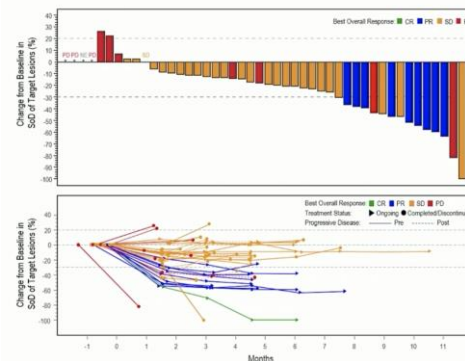 Best Overall Response: CR PR SD
Change from Baseline in
SoD of Target Lesions (%)
40
30
20
10
0
-10
-20
-30
-40
-50
-60
-70
-80
-90
-100
PD PD NE PD
Best Overall Response: CR PR SD PD
Treatment Status: Ongoing Completed/Discontinu
Progressive Disease: Pre Post
Change from Baseline in
SoD of Target Lesions (%)
40
20
0
-20
-40
-60
-80
-100
-1 0 1 2 3 4 5 6 7 8 9 10 11
Months